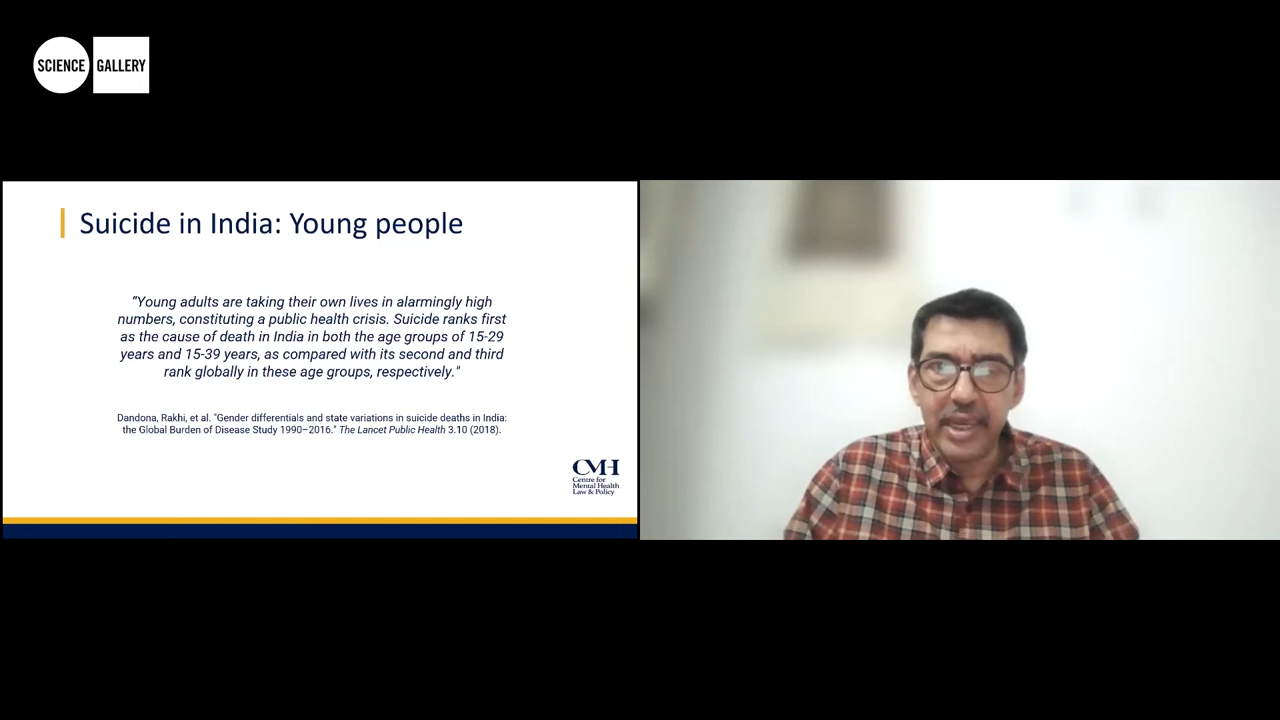 SCIENCE GALLERY
Suicide in India: Young people
"Young adults are taking their own lives in alarmingly high
numbers, constituting a public health crisis. Suicide ranks first
as the cause of death in India in both the age groups of 15-29
years and 15-39 years, as compared with its second and third
rank globally in these age groups, respectively."
Dandona, Rakhi, et al. "Gender differentials and state variations in suicide deaths in India:
the Global Burden of Disease Study 1990–2016." The Lancet Public Health 3.10 (2018).
CMH
Centre for
Mental Health
Law & Policy